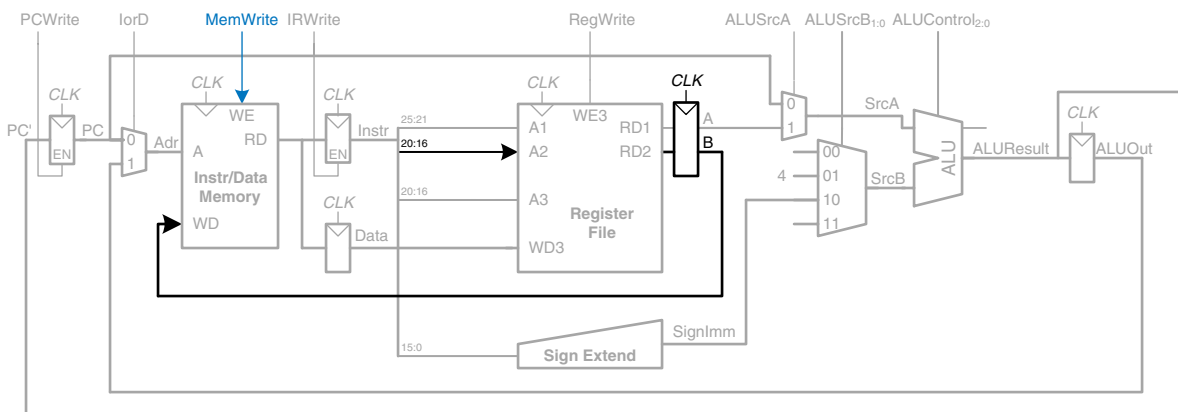 PCWrite IorD MemWrite IRWrite RegWrite ALUSrcA ALUSrcB1:0 ALUControl2:0
CLK CLK CLK CLK CLK CLK
PC' PC 0 1 Adr EN
WE A RD WD
Instr/Data
Memory
EN Instr
CLK
Data
25:21
20:16
20:16
15:0
A1 A2 A3 WD3 WE3 RD1 RD2
Register
File
A
B
0
1
SrcA
4
00
01
10
11
SrcB
ALU
ALUResult ALUOut
SignImm
Sign Extend